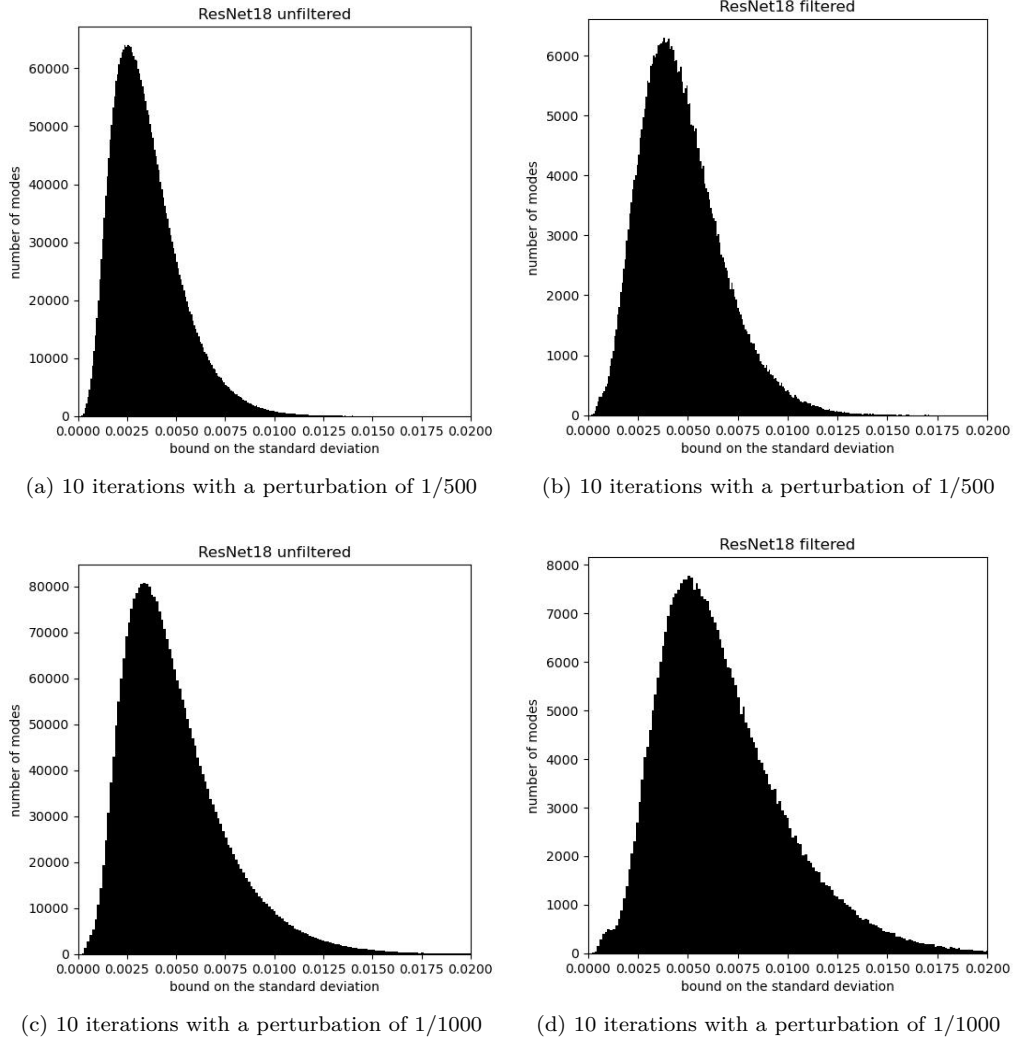 ResNet18 unfiltered
60000
50000
40000
30000
20000
10000
0
number of modes
0.0000 0.0025 0.0050 0.0075 0.0100 0.0125 0.0150 0.0175 0.0200
bound on the standard deviation
(a) 10 iterations with a perturbation of 1/500
ResNet18 filtered
6000
5000
4000
3000
2000
1000
0
number of modes
0.0000 0.0025 0.0050 0.0075 0.0100 0.0125 0.0150 0.0175 0.0200
bound on the standard deviation
(b) 10 iterations with a perturbation of 1/500
ResNet18 unfiltered
80000
70000
60000
50000
40000
30000
20000
10000
0
number of modes
0.0000 0.0025 0.0050 0.0075 0.0100 0.0125 0.0150 0.0175 0.0200
bound on the standard deviation
(c) 10 iterations with a perturbation of 1/1000
ResNet18 filtered
8000
7000
6000
5000
4000
3000
2000
1000
0
number of modes
0.0000 0.0025 0.0050 0.0075 0.0100 0.0125 0.0150 0.0175 0.0200
bound on the standard deviation
(d) 10 iterations with a perturbation of 1/1000